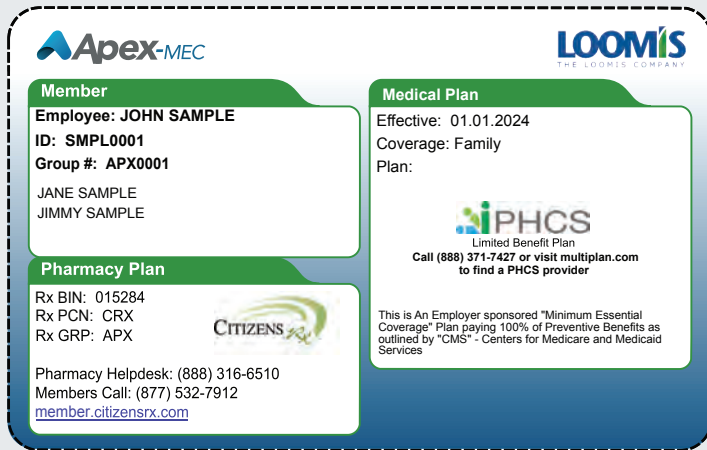 Apex-MEC
LOOMIS
THE LOOMIS COMPANY
Member
Employee: JOHN SAMPLE
ID: SMPL0001
Group #: APX0001
JANE SAMPLE
JIMMY SAMPLE
Pharmacy Plan
Rx BIN: 015284
Rx PCN: CRX
Rx GRP: APX
CITIZENS Rx
Pharmacy Helpdesk: (888) 316-6510
Members Call: (877) 532-7912
member.citizensrx.com
Medical Plan
Effective: 01.01.2024
Coverage: Family
Plan:
PHCS
Limited Benefit Plan
Call (888) 371-7427 or visit multiplan.com
to find a PHCS provider
This is An Employer sponsored "Minimum Essential
Coverage" Plan paying 100% of Preventive Benefits as
outlined by "CMS" - Centers for Medicare and Medicaid
Services